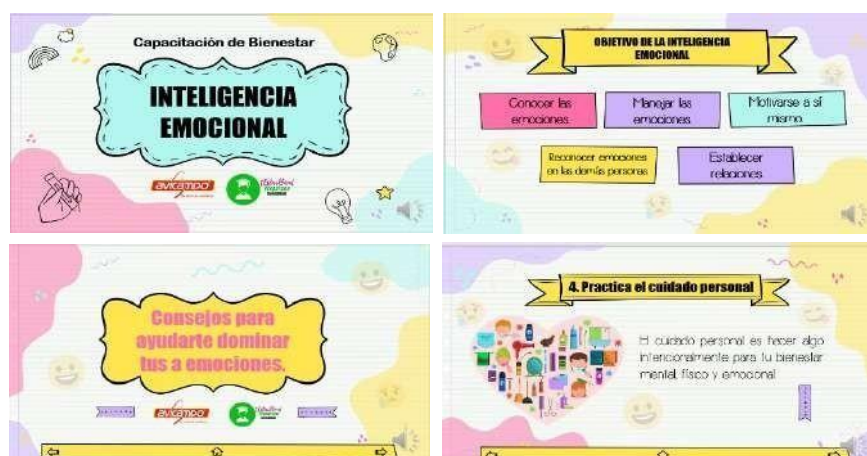 Capacitación de Bienestar
INTELIGENCIA
EMOCIONAL
avicampo
OBJETIVO DE LA INTELIGENCIA
EMOCIONAL
Conocer las
emociones
Manejar las
emociones
Motivarse a sí
mismo
Reconocer emociones
en las demás personas
Establecer
relaciones
Consejos para
ayudarte dominar
tus a emociones.
avicampo
4. Practica el cuidado personal
El cuidado personal es hacer algo
intencionalmente para tu bienestar
mental, físico y emocional